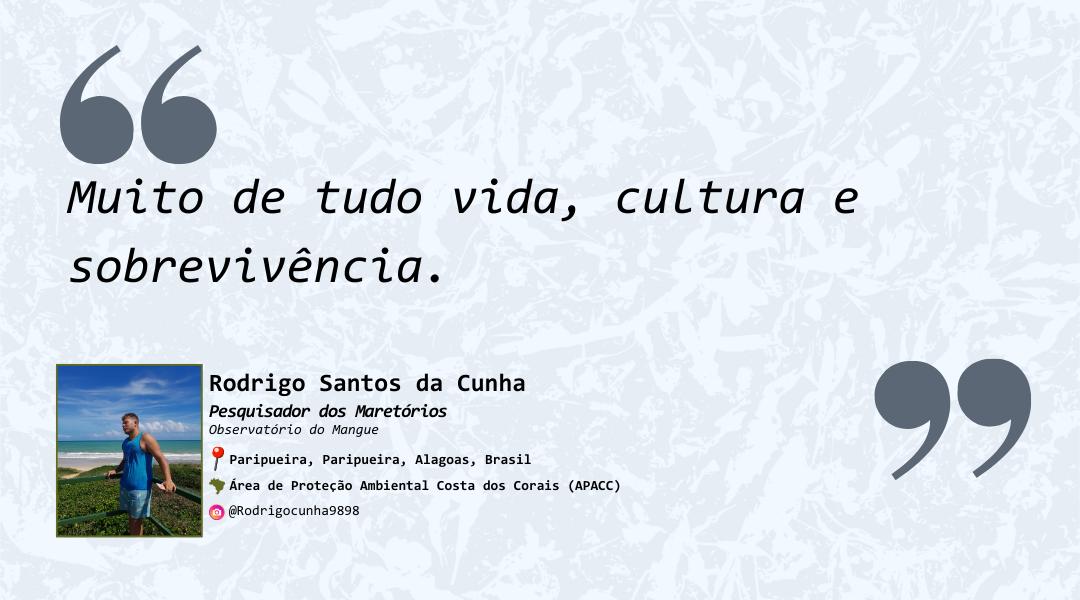 Muito de tudo vida, cultura e
sobrevivência.
Rodrigo Santos da Cunha
Pesquisador dos Maretórios
Observatório do Mangue
Paripueira, Paripueira, Alagoas, Brasil
Área de Proteção Ambiental Costa dos Corais (APACC)
@Rodrigocunha9898